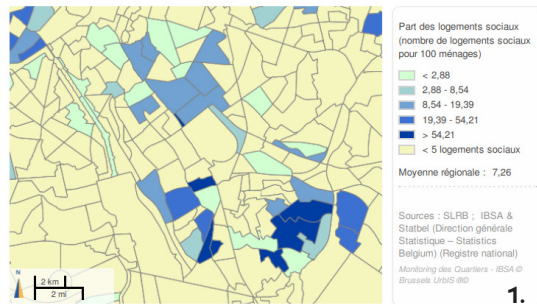 Part des logements sociaux
(nombre de logements sociaux
pour 100 ménages)
< 2,88
2,88 - 8,54
8,54 - 19,39
19,39 - 54,21
> 54,21
< 5 logements sociaux
Moyenne régionale : 7,26
Sources : SLRB ; IBSA &
Statbel (Direction générale
Statistique – Statistics
Belgium) (Registre national)
Monitoring des Quartiers - IBSA ©
Brussels UrbIS ®©
N
2 km
2 mi
1.